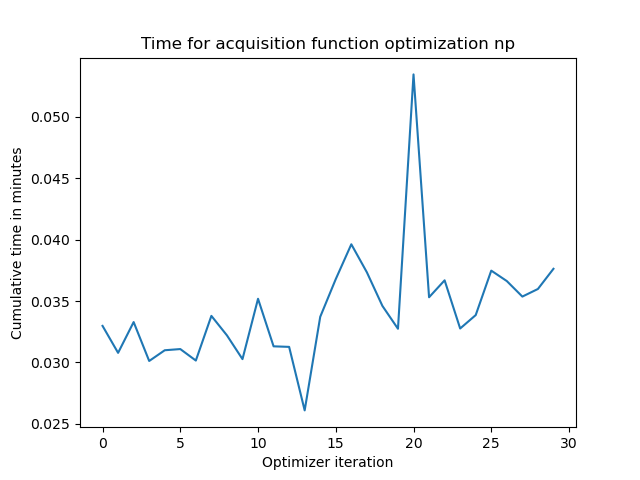 Time for acquisition function optimization np
Cumulative time in minutes
0.050
0.045
0.040
0.035
0.030
0.025
0 5 10 15 20 25 30
Optimizer iteration